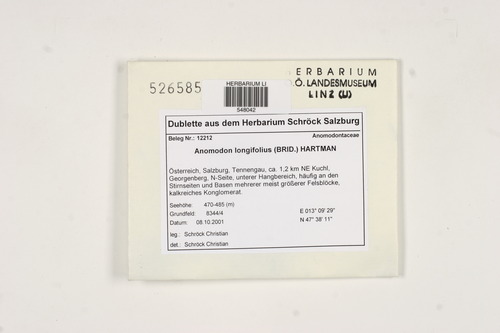 526585
HERBARIUM LI
548042
ERBARIUM
.Ö. LANDESMUSEUM
LINZ (U)
Dublette aus dem Herbarium Schröck Salzburg
Beleg Nr.: 12212
Anomodontaceae
Anomodon longifolius (BRID.) HARTMAN
Österreich, Salzburg, Tennengau, ca. 1,2 km NE Kuchl,
Georgenberg, N-Seite, unterer Hangbereich, häufig an den
Stirnseiten und Basen mehrerer meist größerer Felsblöcke,
kalkreiches Konglomerat.
Seehöhe: 470-485 (m)
Grundfeld: 8344/4
E 013° 09' 29"
Datum: 08.10.2001
N 47° 38' 11"
leg.: Schröck Christian
det.: Schröck Christian